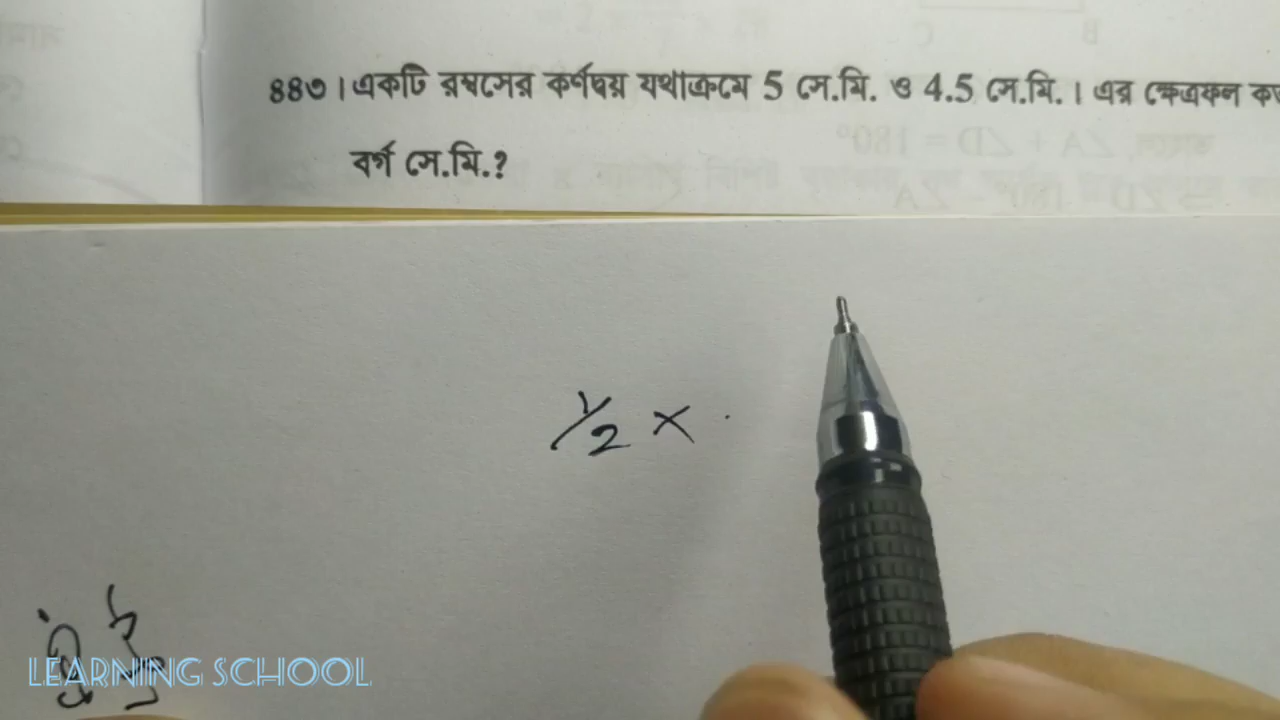 ৪৪৩। একটি রম্বসের কর্ণদ্বয় যথাক্রমে 5 সে.মি. ও 4.5 সে.মি.। এর ক্ষেত্রফল
বর্গ সে.মি.?
1/2 ×
LEARNING SCHOOL